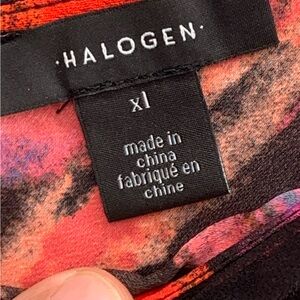 ·HALOGEN·
xl
made in
china
fabriqué en
chine